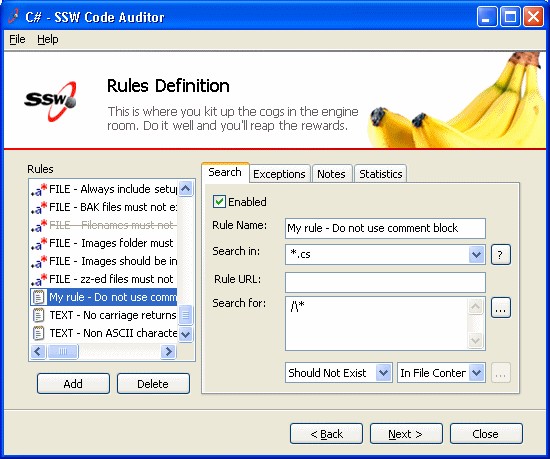 C# - SSW Code Auditor
File Help
SSW
Rules Definition
This is where you kit up the cogs in the engine
room. Do it well and you'll reap the rewards.
Rules
.a* FILE - Always include setup
.a* FILE - BAK files must not ex
.a* FILE - Filenames must not
.a* FILE - Images folder must
.a* FILE - Images should be in
.a* FILE - zz-ed files must not
My rule - Do not use comm
TEXT - No carriage returns
TEXT - Non ASCII characte
Add Delete
Search Exceptions Notes Statistics
Enabled
Rule Name: My rule - Do not use comment block
Search in: *.cs ?
Rule URL:
Search for: /\* ...
Should Not Exist In File Conter ...
< Back Next > Close